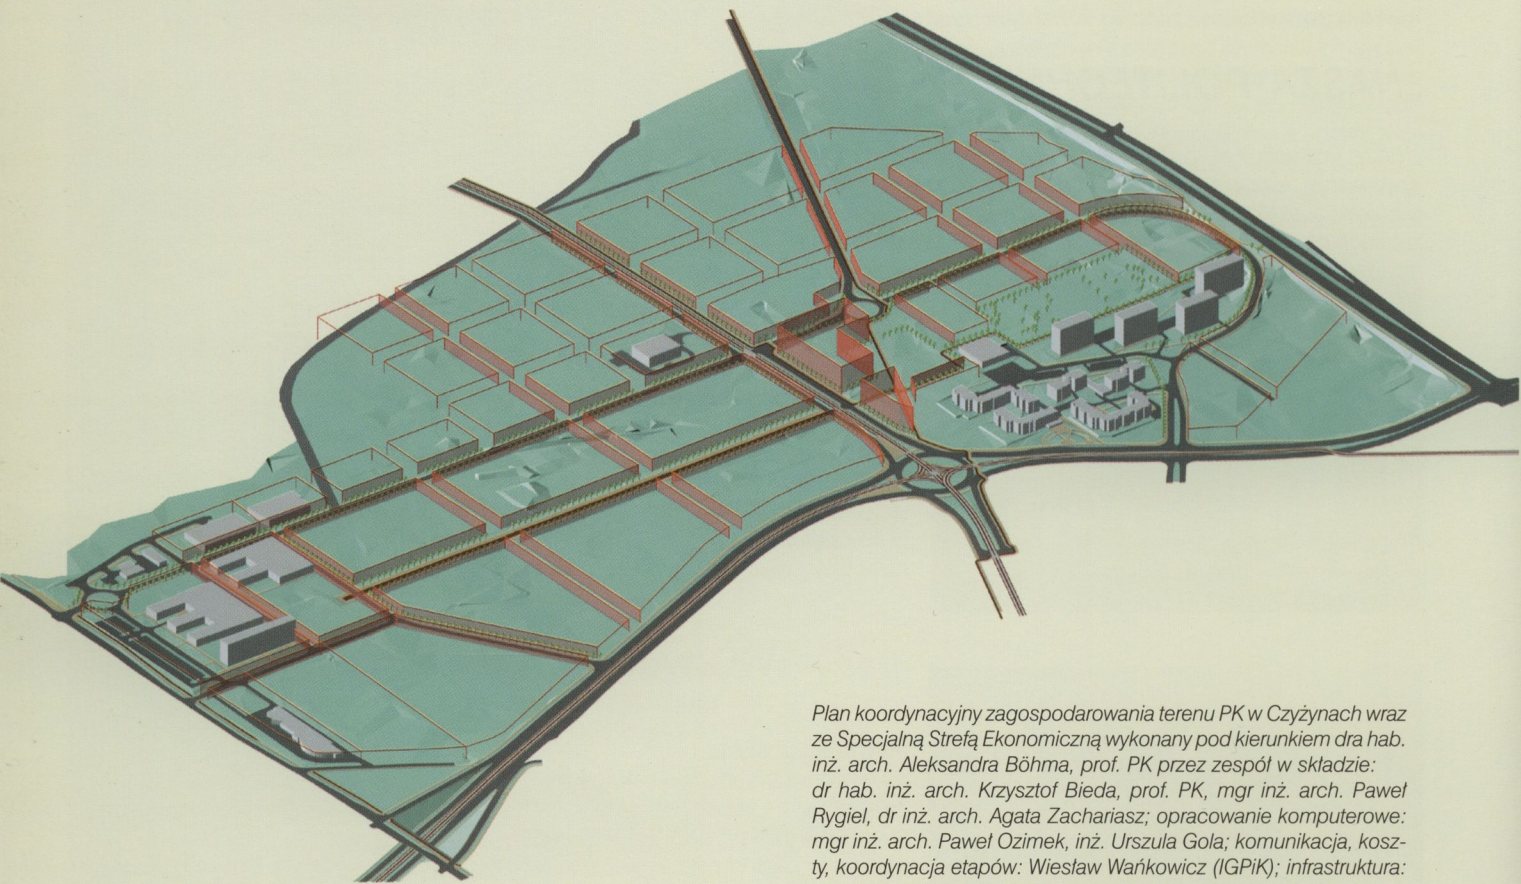 Plan koordynacyjny zagospodarowania terenu PK w Czyżynach wraz
ze Specjalną Strefą Ekonomiczną wykonany pod kierunkiem dra hab.
inż. arch. Aleksandra Böhma, prof. PK przez zespół w składzie:
dr hab. inż. arch. Krzysztof Bieda, prof. PK, mgr inż. arch. Paweł
Rygiel, dr inż. arch. Agata Zachariasz; opracowanie komputerowe:
mgr inż. arch. Paweł Ozimek, inż. Urszula Gola; komunikacja, kosz-
ty, koordynacja etapów: Wiesław Wańkowicz (IGPiK); infrastruktura: